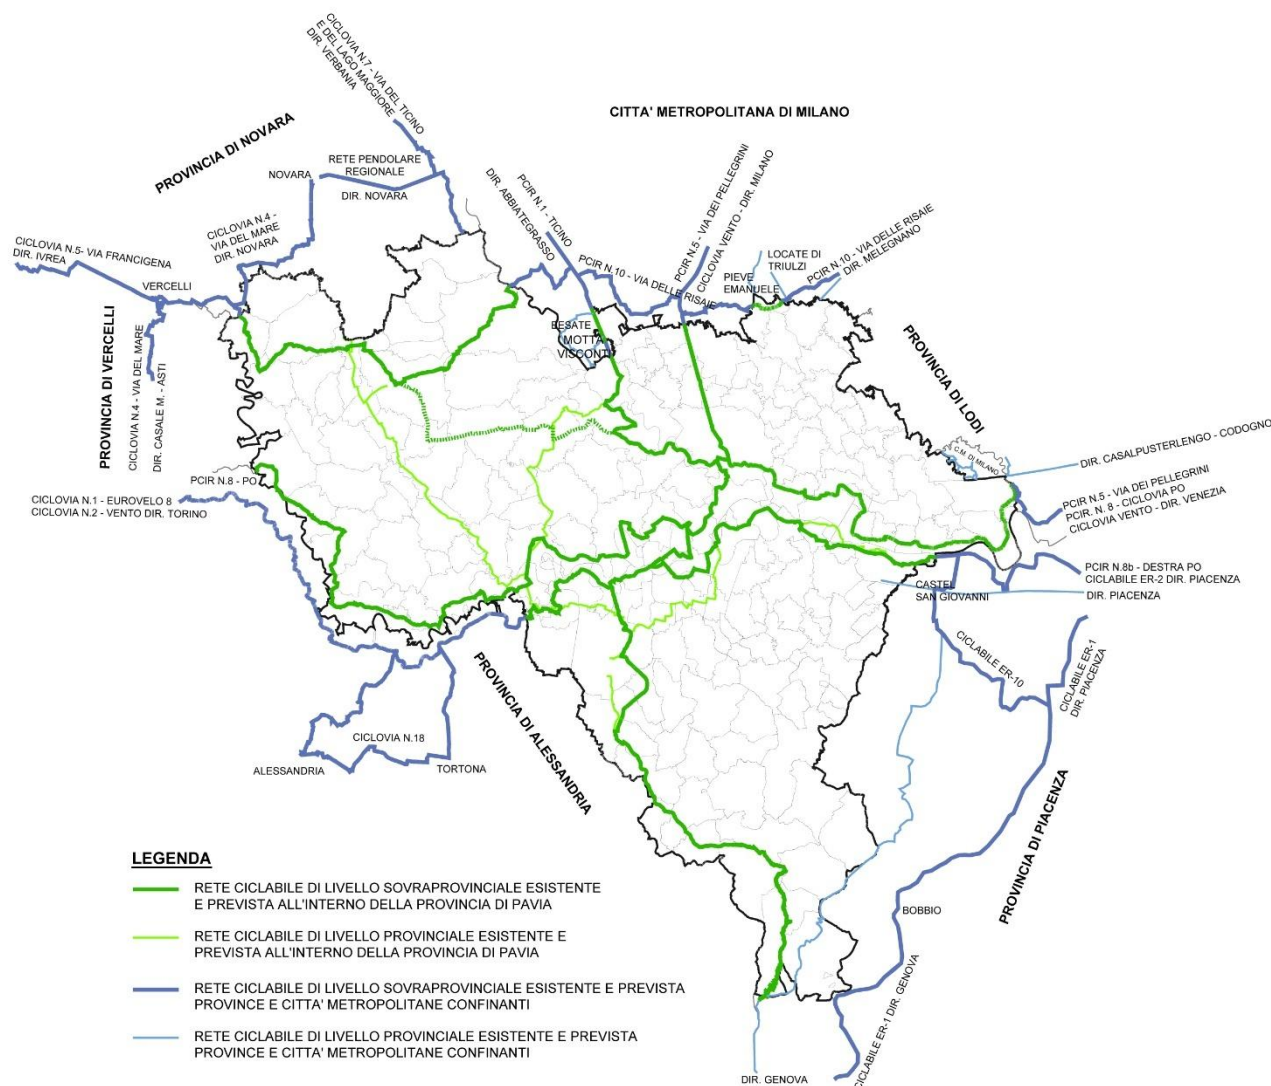 CICLOVIA N.7 - VIA DEL TICINO
E DEL LAGO MAGGIORE
DIR. VERBANIA
CITTA' METROPOLITANA DI MILANO
PROVINCIA DI NOVARA
RETE PENDOLARE
REGIONALE
NOVARA
DIR. NOVARA
CICLOVIA N.4 -
VIA DEL MARE
DIR. NOVARA
CICLOVIA N.5- VIA FRANCIGENA
DIR. IVREA
VERCELLI
PROVINCIA DI VERCELLI
CICLOVIA N.4 - VIA DEL MARE
DIR. CASALE M. - ASTI
PCIR N.1 - TICINO
DIR. ABBIATEGRASSO
PCIR N.10 - VIA DELLE RISAIE
PCIR N.5 - VIA DEI PELLEGRINI
CICLOVIA VENTO - DIR. MILANO
PIEVE
EMANUELE
LOCATE DI
TRIULZI
PCIR N.10 - VIA DELLE RISAIE
DIR. MELEGNANO
BESATE
MOTTA
VISCONTI
PROVINCIA DI LODI
C.M. DI MILANO
DIR. CASALPUSTERLENGO - CODOGNO
PCIR N.5 - VIA DEI PELLEGRINI
PCIR. N. 8 - CICLOVIA PO
CICLOVIA VENTO - DIR. VENEZIA
PCIR N.8 - PO
CICLOVIA N.1 - EUROVELO 8
CICLOVIA N.2 - VENTO DIR. TORINO
PCIR N.8b - DESTRA PO
CICLABILE ER-2 DIR. PIACENZA
DIR. PIACENZA
CASTEL
SAN GIOVANNI
CICLABILE ER-10
CICLABILE ER-1
DIR. PIACENZA
PROVINCIA DI ALESSANDRIA
CICLOVIA N.18
ALESSANDRIA
TORTONA
PROVINCIA DI PIACENZA
BOBBIO
CICLABILE ER-1 DIR. GENOVA
DIR. GENOVA
LEGENDA
RETE CICLABILE DI LIVELLO SOVRAPROVINCIALE ESISTENTE
E PREVISTA ALL'INTERNO DELLA PROVINCIA DI PAVIA
RETE CICLABILE DI LIVELLO PROVINCIALE ESISTENTE E
PREVISTA ALL'INTERNO DELLA PROVINCIA DI PAVIA
RETE CICLABILE DI LIVELLO SOVRAPROVINCIALE ESISTENTE E PREVISTA
PROVINCE E CITTA' METROPOLITANE CONFINANTI
RETE CICLABILE DI LIVELLO PROVINCIALE ESISTENTE E PREVISTA
PROVINCE E CITTA' METROPOLITANE CONFINANTI